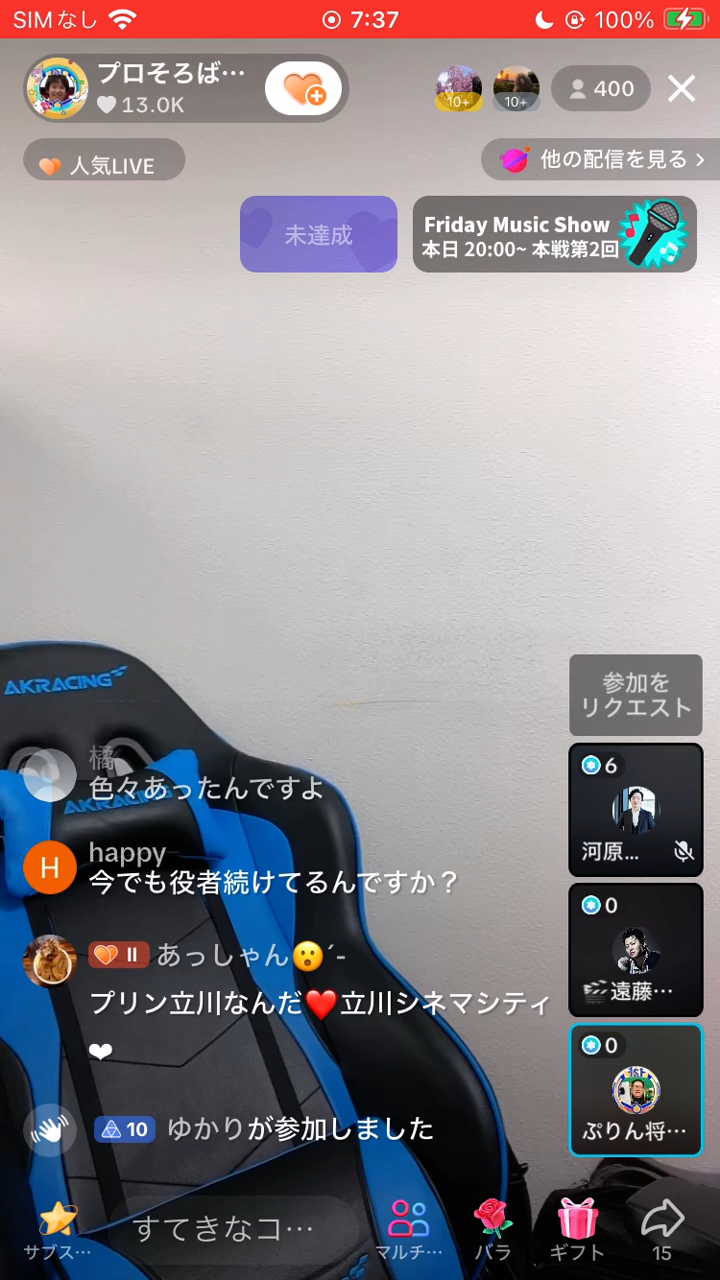 SIMなし
7:37
100%
プロそろば…
13.0K
10+
10+
400
人気LIVE
他の配信を見る
未達成
Friday Music Show
本日 20:00~ 本戦第2回
AKRACING
参加を
リクエスト
橘
色々あったんですよ
6
河原...
H
happy
今でも役者続けてるんですか？
0
🎬遠藤…
🧡 II あっしゃん😮´-
プリン立川なんだ❤️立川シネマシティ
❤
0
ぷりん将…
10 ゆかりが参加しました
サブス…
すてきなコ…
マルチ…
バラ
ギフト
15